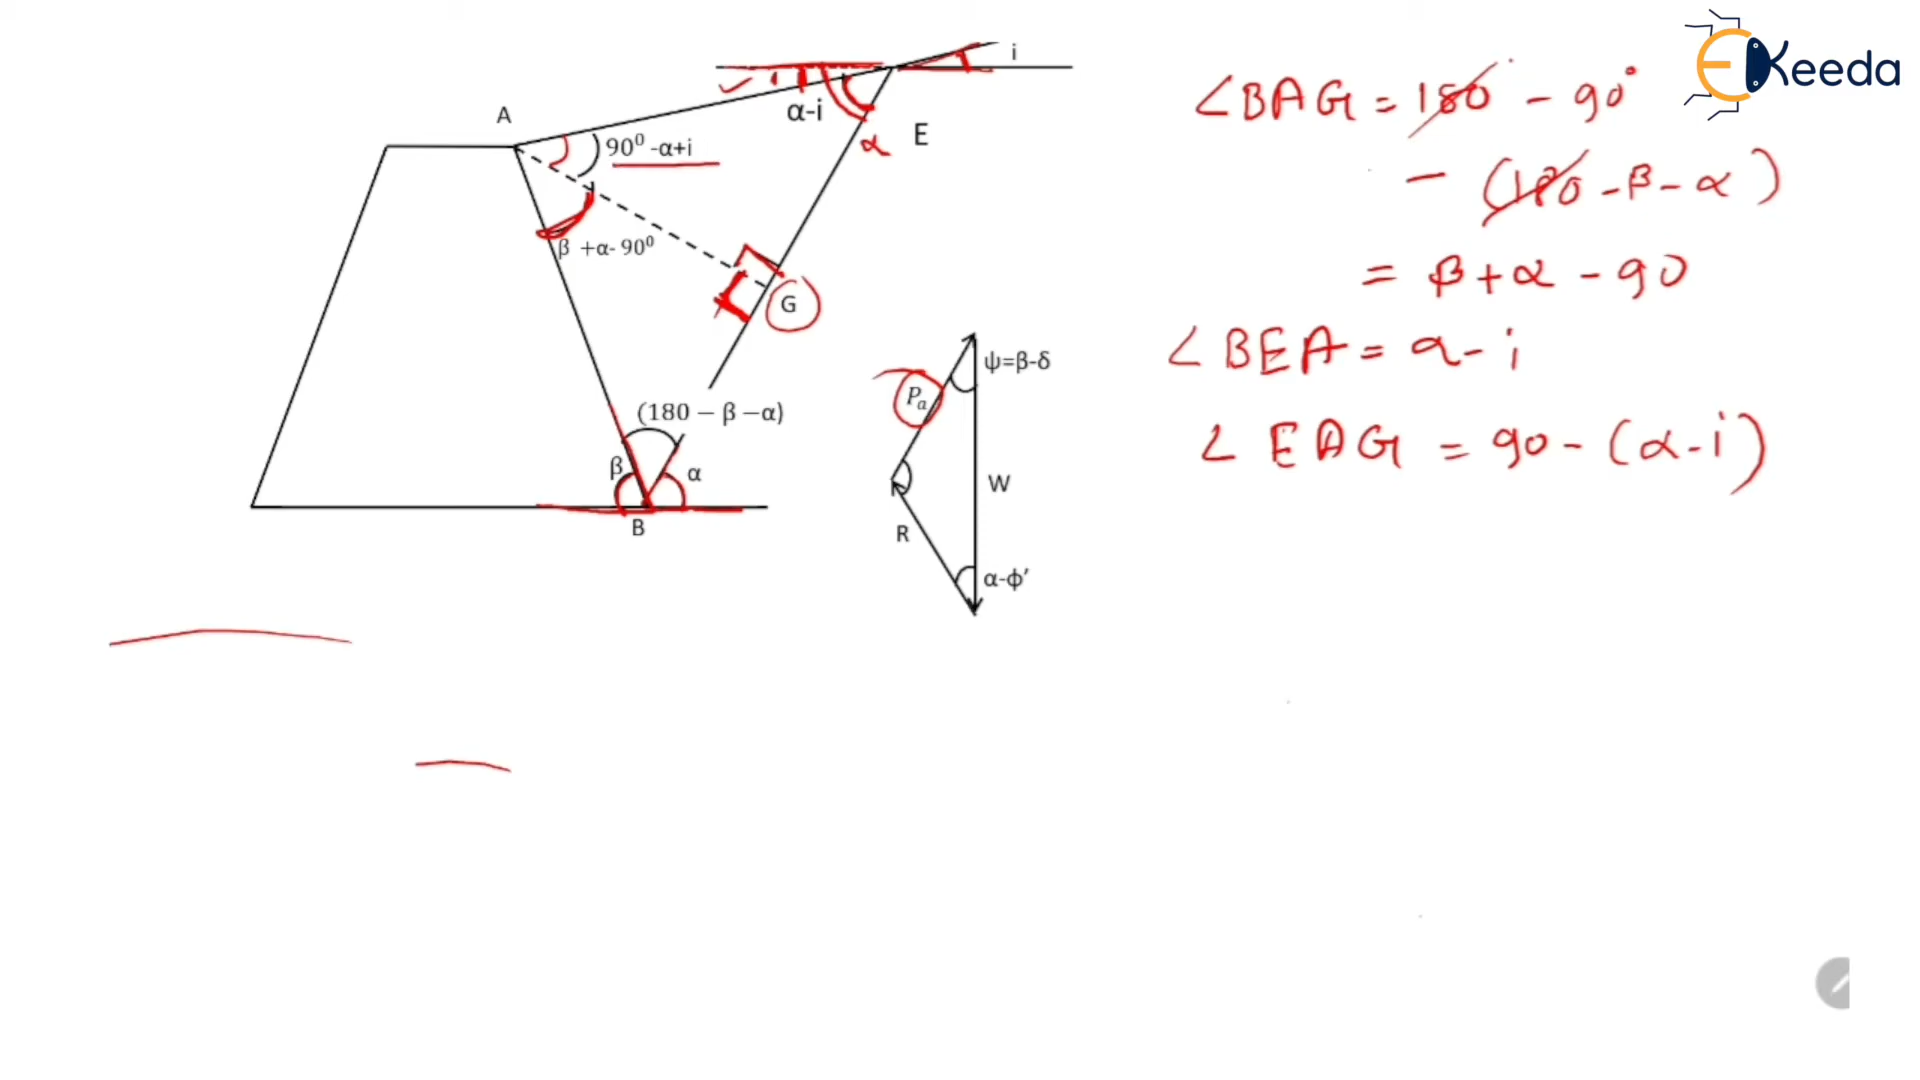 i
Keeda
A
α-i
E
α
∠BAG = 180° - 90°
90⁰ -α+i
- (180 - β - α)
β +α- 90⁰
= β + α - 90
G
∠BEA = α - i
ψ=β-δ
Pₐ
(180 − β −α)
∠EAG = 90 - (α - i)
β
α
W
B
R
α-ϕ′